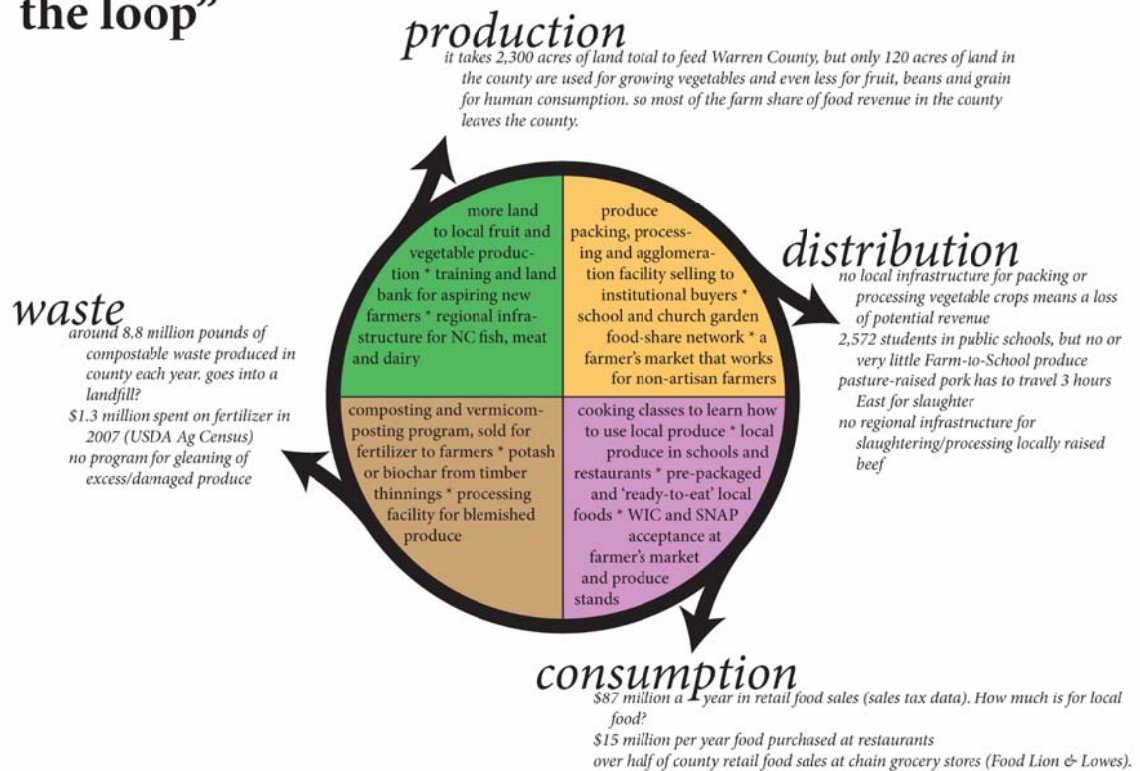 the loop”
production
it takes 2,300 acres of land total to feed Warren County, but only 120 acres of land in
the county are used for growing vegetables and even less for fruit, beans and grain
for human consumption. so most of the farm share of food revenue in the county
leaves the county.
more land
to local fruit and
vegetable produc-
tion * training and land
bank for aspiring new
farmers * regional infra-
structure for NC fish, meat
and dairy
produce
packing, process-
ing and agglomera-
tion facility selling to
institutional buyers *
school and church garden
food-share network * a
farmer’s market that works
for non-artisan farmers
distribution
no local infrastructure for packing or
processing vegetable crops means a loss
of potential revenue
2,572 students in public schools, but no or
very little Farm-to-School produce
pasture-raised pork has to travel 3 hours
East for slaughter
no regional infrastructure for
slaughtering/processing locally raised
beef
waste
around 8.8 million pounds of
compostable waste produced in
county each year. goes into a
landfill?
$1.3 million spent on fertilizer in
2007 (USDA Ag Census)
no program for gleaning of
excess/damaged produce
composting and vermicom-
posting program, sold for
fertilizer to farmers * potash
or biochar from timber
thinnings * processing
facility for blemished
produce
cooking classes to learn how
to use local produce * local
produce in schools and
restaurants * pre-packaged
and ‘ready-to-eat’ local
foods * WIC and SNAP
acceptance at
farmer’s market
and produce
stands
consumption
$87 million a year in retail food sales (sales tax data). How much is for local
food?
$15 million per year food purchased at restaurants
over half of county retail food sales at chain grocery stores (Food Lion & Lowes).